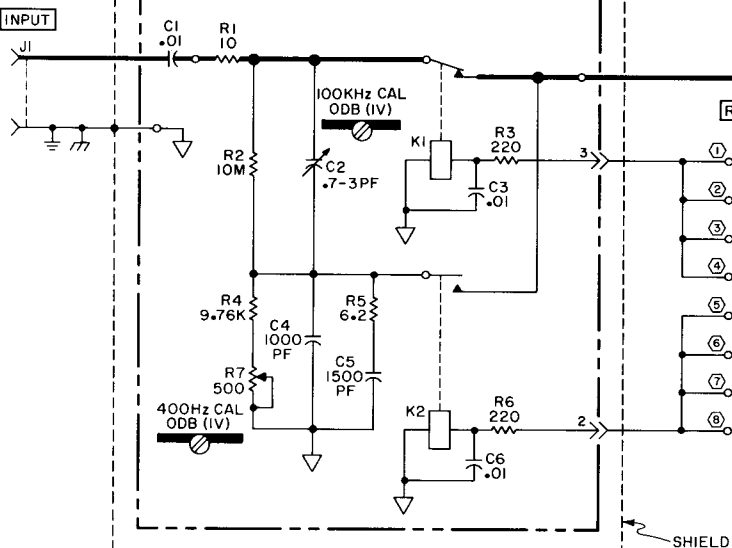 INPUT
J1
C1
.01
R1
10
100KHz CAL
0DB (1V)
R2
10M
C2
.7-3PF
K1
R3
220
3
C3
.01
R
1
2
3
4
5
6
7
8
R4
9.76K
C4
1000
PF
R5
6.2
R7
500
C5
1500
PF
400Hz CAL
0DB (1V)
K2
R6
220
2
C6
.01
SHIELD